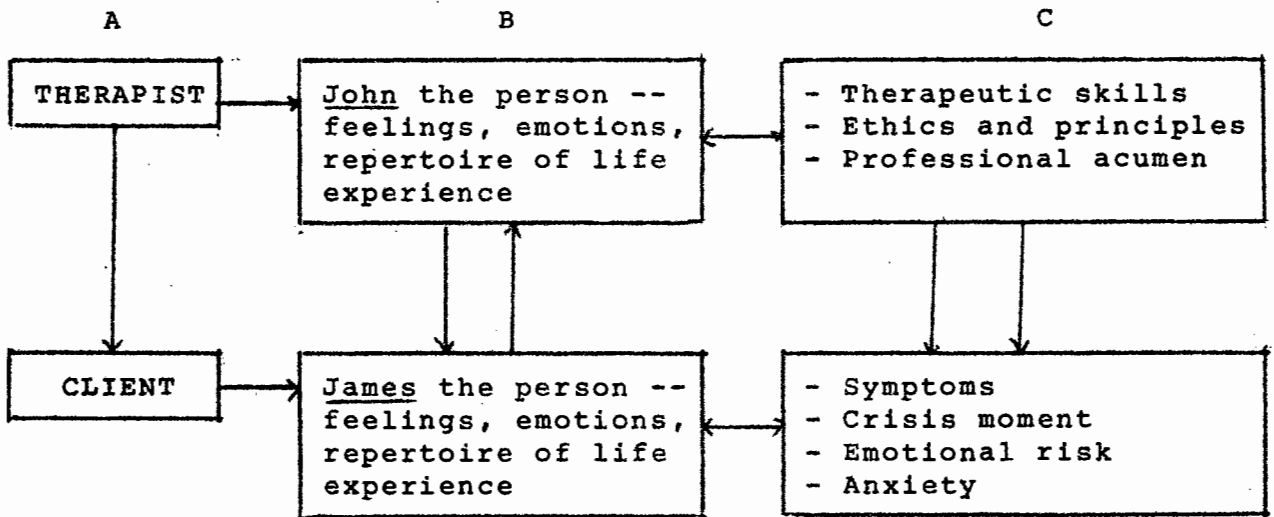 A B C
THERAPIST
John the person --
feelings, emotions,
repertoire of life
experience
- Therapeutic skills
- Ethics and principles
- Professional acumen
CLIENT
James the person --
feelings, emotions,
repertoire of life
experience
- Symptoms
- Crisis moment
- Emotional risk
- Anxiety